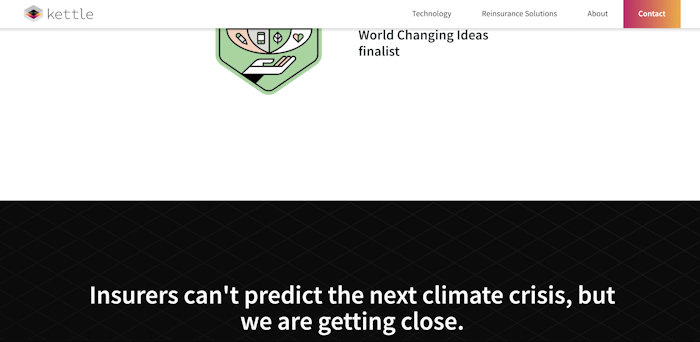 kettle
Technology
Reinsurance Solutions
About
Contact
World Changing Ideas
finalist
Insurers can't predict the next climate crisis, but
we are getting close.